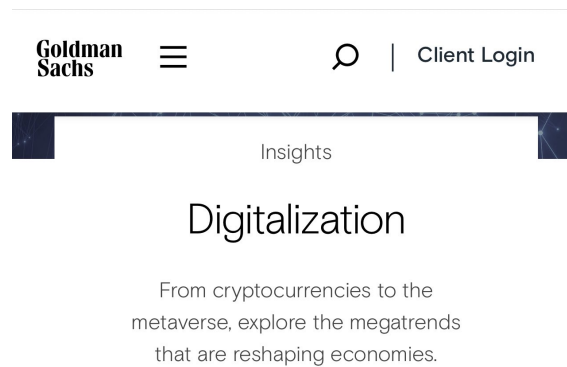 Goldman
Sachs
Client Login
Insights
Digitalization
From cryptocurrencies to the
metaverse, explore the megatrends
that are reshaping economies.